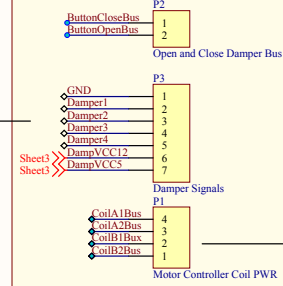 P2
ButtonCloseBus 1
ButtonOpenBus 2
Open and Close Damper Bus
P3
GND 1
Damper1 2
Damper2 3
Damper3 4
Damper4 5
Sheet3 DampVCC12 6
Sheet3 DampVCC5 7
Damper Signals
P1
CoilA1Bus 4
CoilA2Bus 3
CoilB1Bux 2
CoilB2Bus 1
Motor Controller Coil PWR